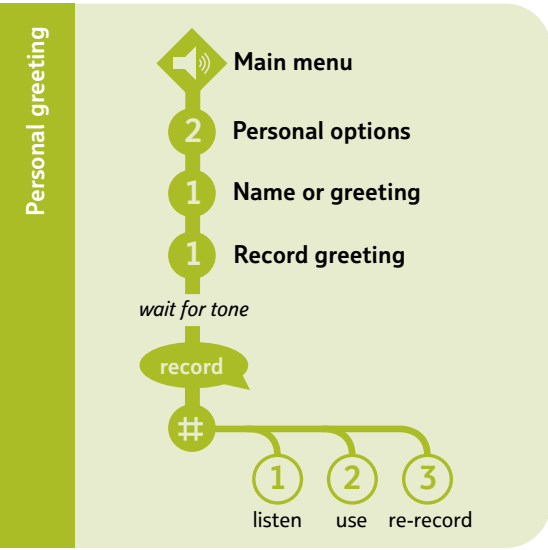 Personal greeting
Main menu
2 Personal options
1 Name or greeting
1 Record greeting
wait for tone
record
#
1 2 3
listen use re-record